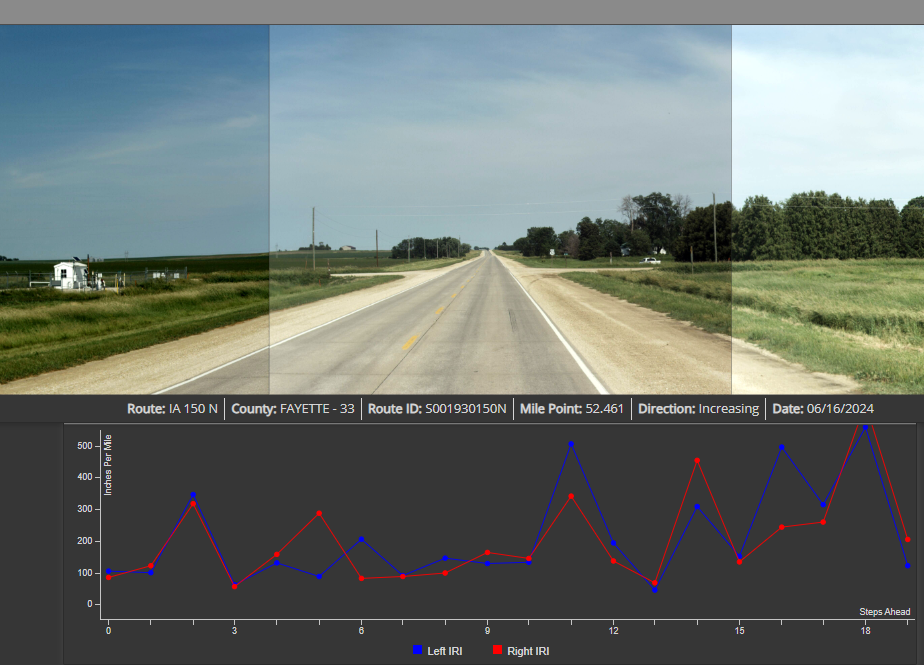 Route: IA 150 N County: FAYETTE - 33 Route ID: S001930150N Mile Point: 52.461 Direction: Increasing Date: 06/16/2024
Inches Per Mile
500
400
300
200
100
0
Steps Ahead
0 3 6 9 12 15 18
Left IRI Right IRI